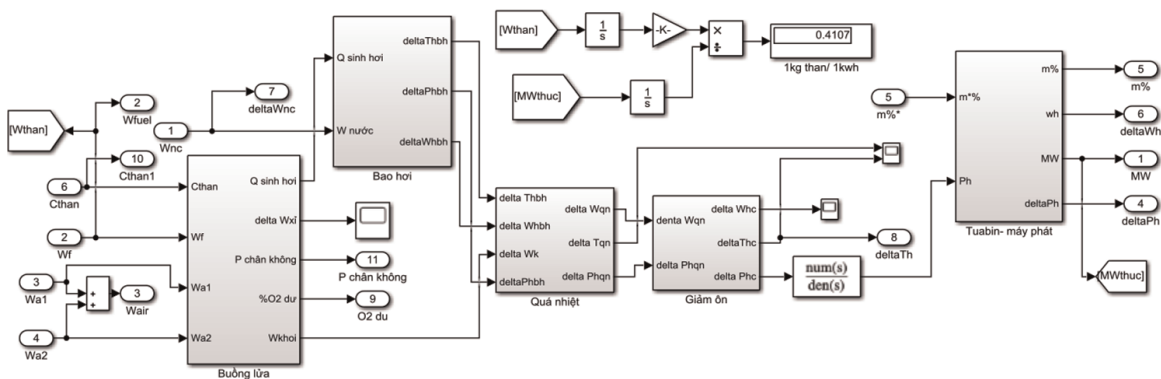 [Wthan]
1
s
-K-
×
÷
0.4107
1kg than/ 1kwh
[MWthuc]
1
s
Q sinh hơi
W nước
deltaThbh
deltaPhbh
deltaWhbh
Bao hơi
7
deltaWnc
1
Wnc
[Wthan]
2
Wfuel
10
Cthan1
6
Cthan
2
Wf
3
Wa1
+
+
3
Wair
4
Wa2
Cthan
Wf
Wa1
Wa2
Q sinh hơi
delta Wxỉ
P chân không
%O2 dư
Wkhoi
Buồng lửa
11
P chân không
9
O2 du
delta Thbh
delta Whbh
delta Wk
deltaPhbh
delta Wqn
delta Tqn
delta Phqn
Quá nhiệt
denta Wqn
delta Phqn
delta Whc
deltaThc
delta Phc
Giảm ôn
8
deltaTh
num(s)
den(s)
5
m%*
m*%
Ph
m%
wh
MW
deltaPh
Tuabin- máy phát
5
m%
6
deltaWh
1
MW
4
deltaPh
[MWthuc]